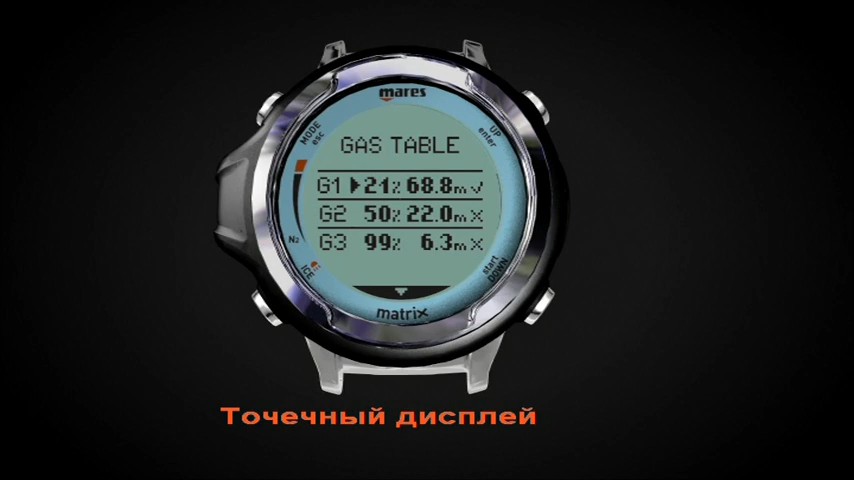 mares
MODE
esc
UP
enter
GAS TABLE
G1 21% 68.8m
G2 50% 22.0m
G3 99% 6.3m
N2
ICE
start
DOWN
matrix
Точечный дисплей